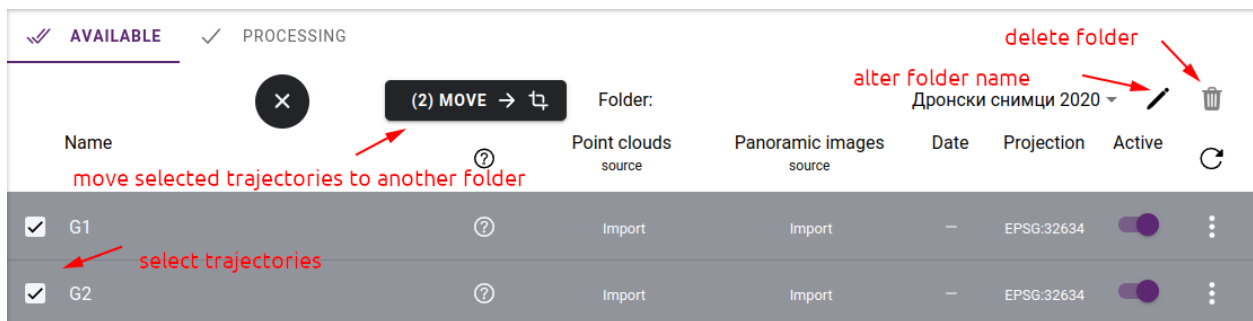 AVAILABLE PROCESSING
delete folder
alter folder name
(2) MOVE Folder: Дронски снимци 2020
Name Point clouds Panoramic images Date Projection Active
source source
move selected trajectories to another folder
G1 Import Import – EPSG:32634
select trajectories
G2 Import Import – EPSG:32634